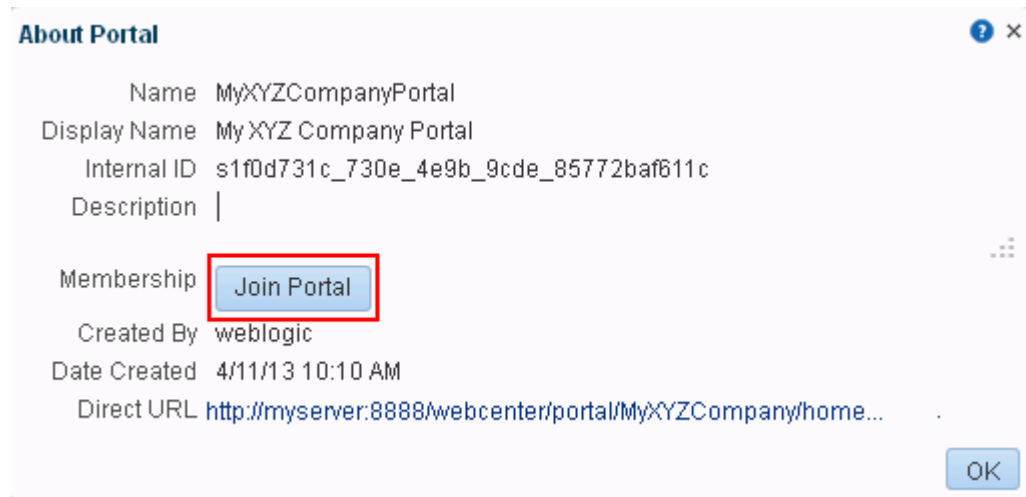 About Portal
Name MyXYZCompanyPortal
Display Name My XYZ Company Portal
Internal ID s1f0d731c_730e_4e9b_9cde_85772baf611c
Description
Membership Join Portal
Created By weblogic
Date Created 4/11/13 10:10 AM
Direct URL http://myserver:8888/webcenter/portal/MyXYZCompany/home...
OK